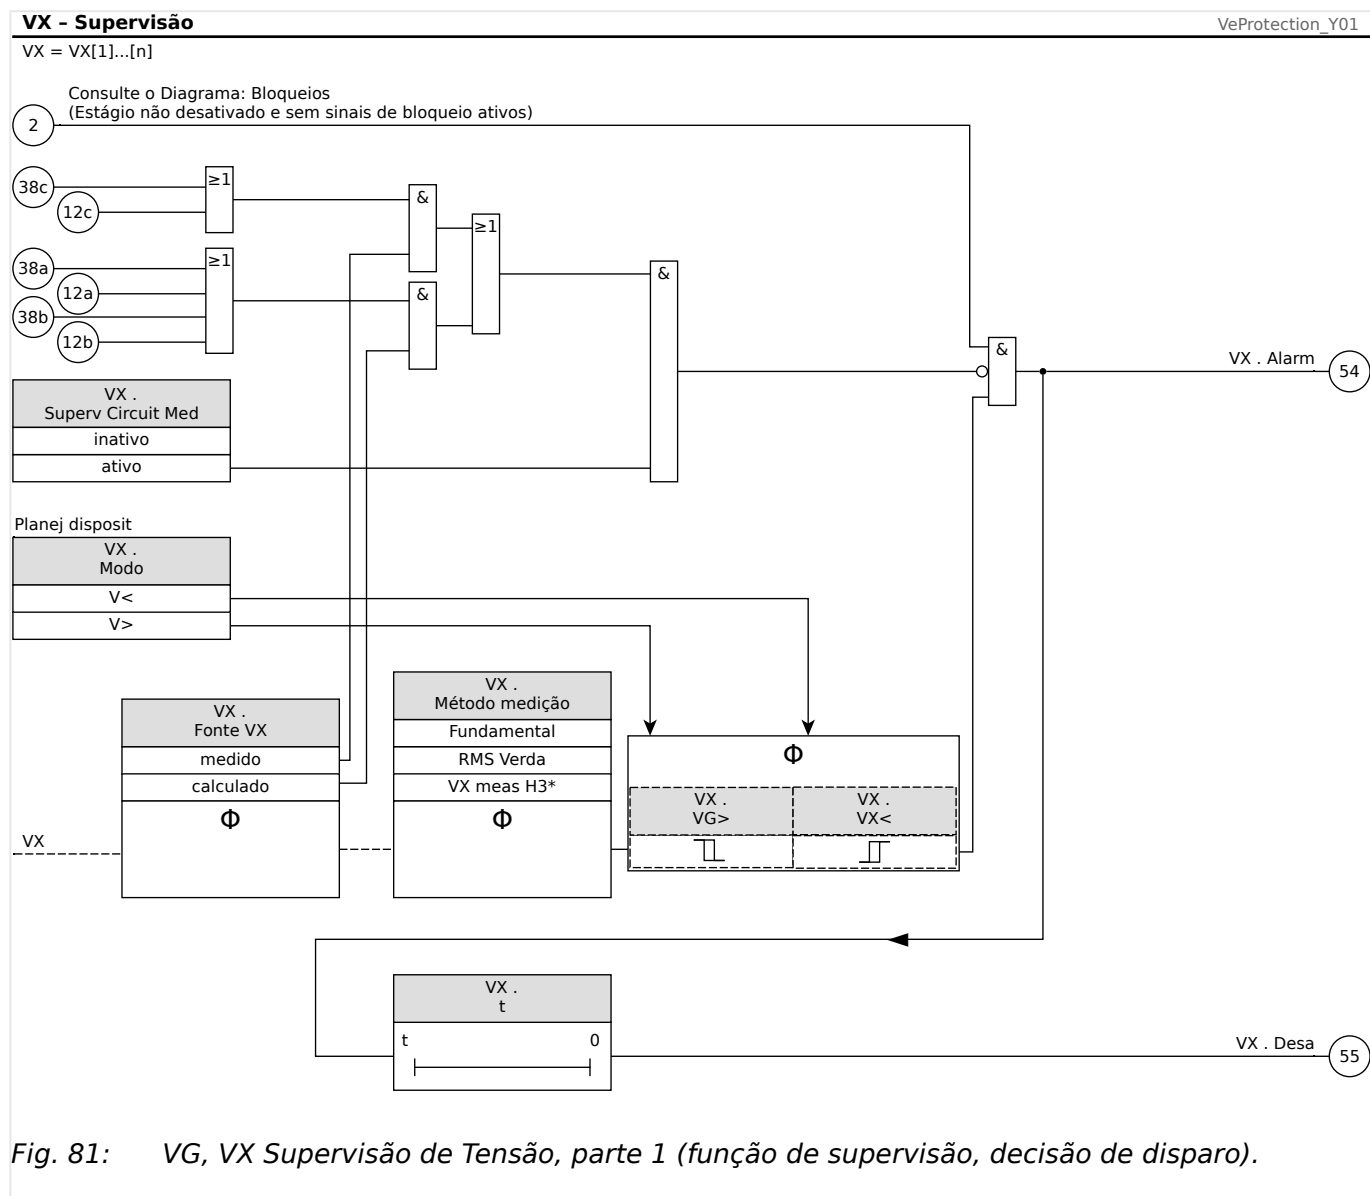 VX – Supervisão
VeProtection_Y01
VX = VX[1]...[n]
Consulte o Diagrama: Bloqueios
(Estágio não desativado e sem sinais de bloqueio ativos)
2
38c
12c
≥1
&
≥1
38a
12a
38b
12b
≥1
&
&
&
VX . Alarm
54
VX .
Superv Circuit Med
inativo
ativo
Planej disposit
VX .
Modo
V<
V>
VX .
Fonte VX
medido
calculado
Φ
VX
VX .
Método medição
Fundamental
RMS Verda
VX meas H3*
Φ
Φ
VX .
VG>
VX .
VX<
VX .
t
t
0
VX . Desa
55
Fig. 81: VG, VX Supervisão de Tensão, parte 1 (função de supervisão, decisão de disparo).